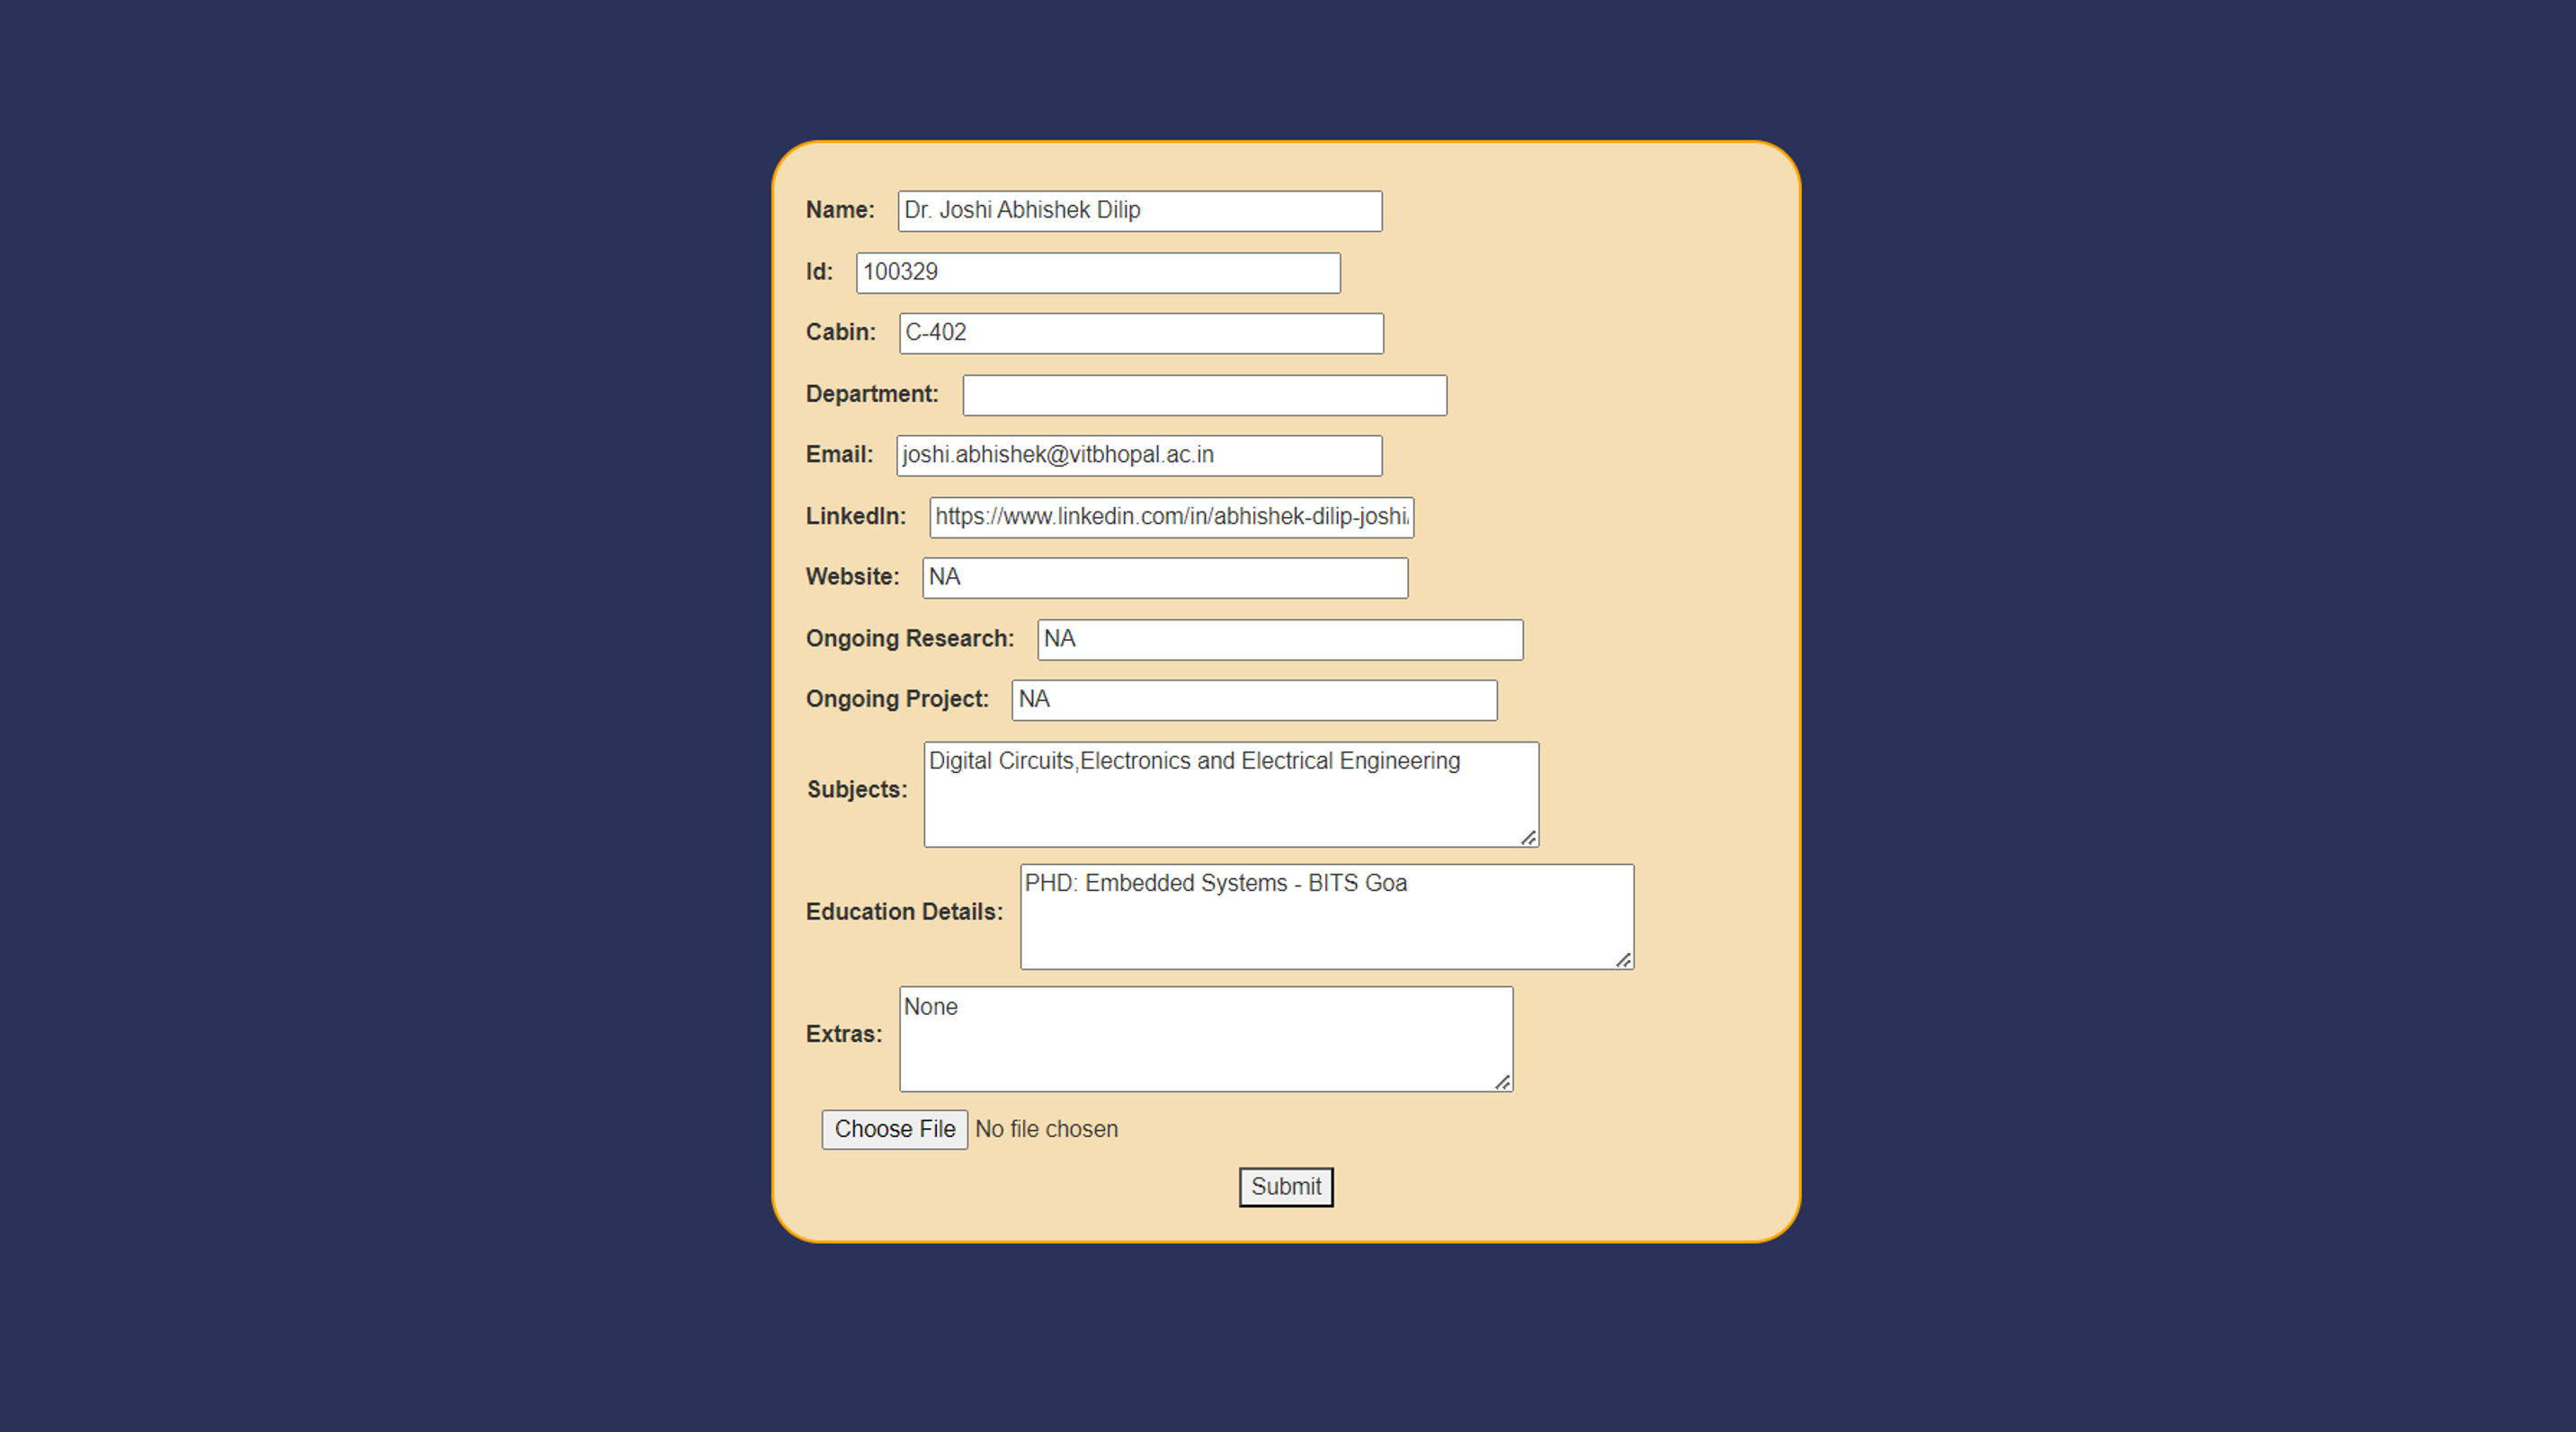 Name: Dr. Joshi Abhishek Dilip
Id: 100329
Cabin: C-402
Department:
Email: joshi.abhishek@vitbhopal.ac.in
LinkedIn: https://www.linkedin.com/in/abhishek-dilip-joshi/
Website: NA
Ongoing Research: NA
Ongoing Project: NA
Subjects: Digital Circuits,Electronics and Electrical Engineering
Education Details: PHD: Embedded Systems - BITS Goa
Extras: None
Choose File No file chosen
Submit